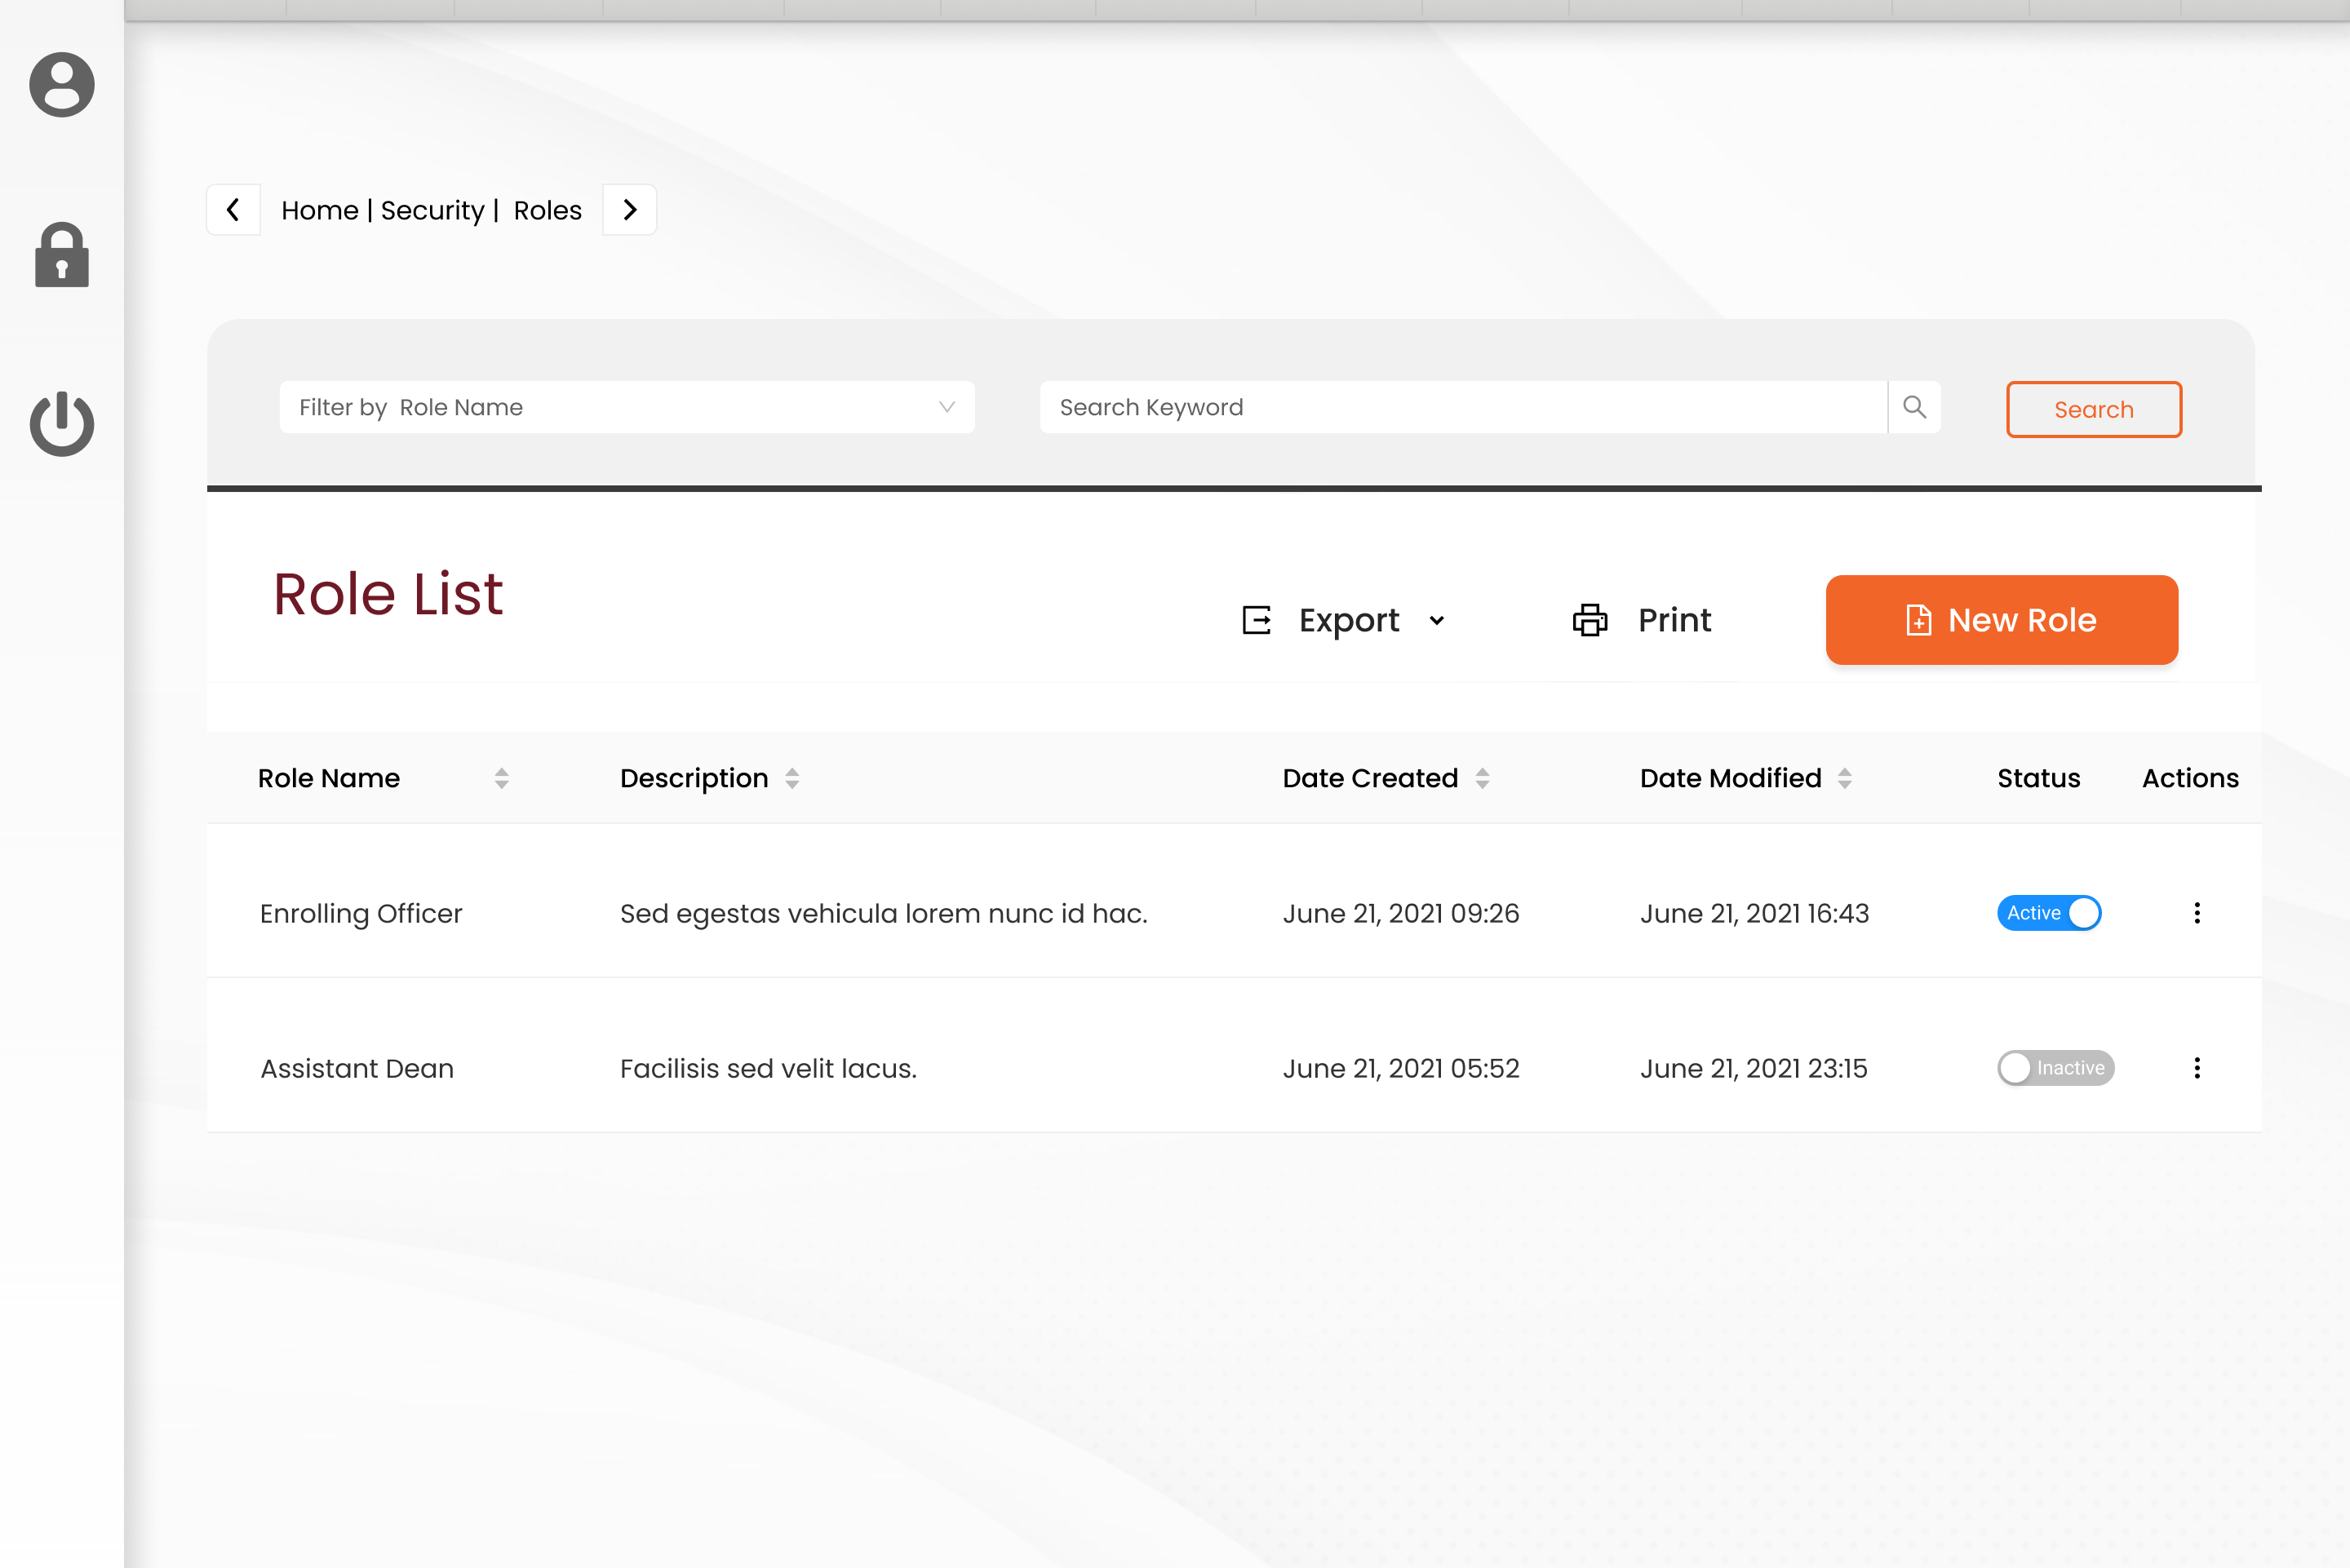 Home | Security | Roles
Filter by Role Name
Search Keyword
Search
Role List
Export
Print
New Role
Role Name Description Date Created Date Modified Status Actions
Enrolling Officer Sed egestas vehicula lorem nunc id hac. June 21, 2021 09:26 June 21, 2021 16:43 Active
Assistant Dean Facilisis sed velit lacus. June 21, 2021 05:52 June 21, 2021 23:15 Inactive